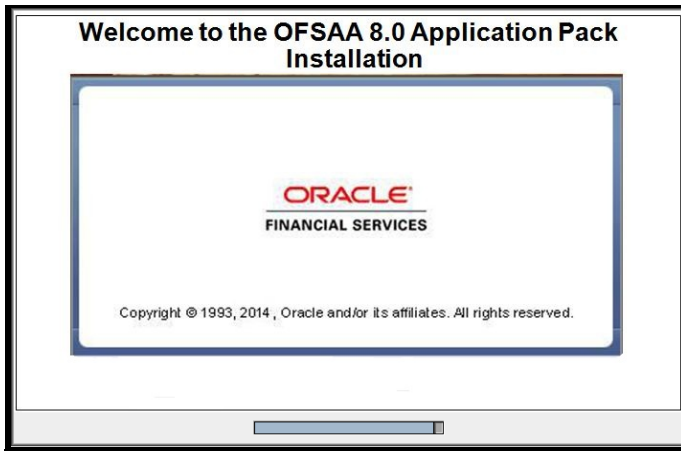 Welcome to the OFSAA 8.0 Application Pack
Installation
ORACLE®
FINANCIAL SERVICES
Copyright © 1993, 2014 , Oracle and/or its affiliates. All rights reserved.